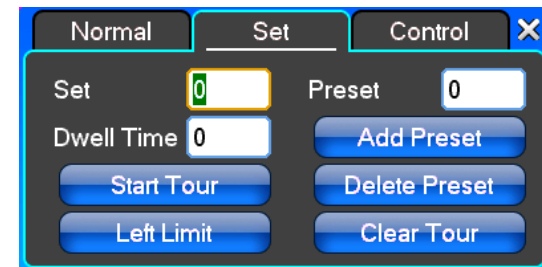 Normal Set Control
Set 0 Preset 0
Dwell Time 0 Add Preset
Start Tour Delete Preset
Left Limit Clear Tour